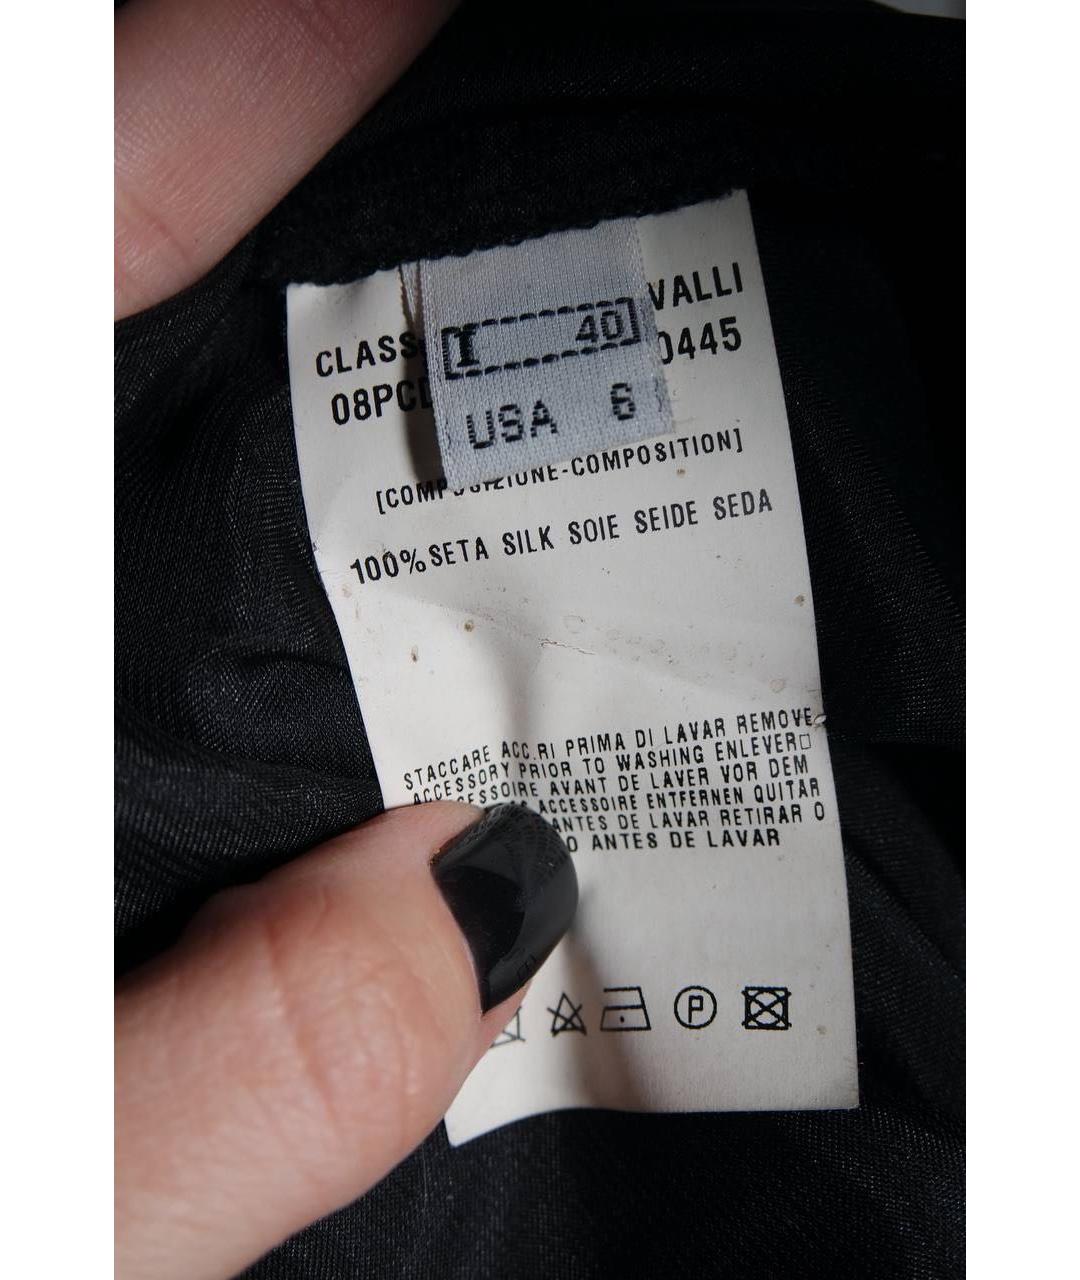 I 40
USA 6
CLASS VALLI
08PC 0445
[COMPOSIZIONE-COMPOSITION]
100%SETA SILK SOIE SEIDE SEDA
STACCARE ACC.RI PRIMA DI LAVAR REMOVE
ACCESSORY PRIOR TO WASHING ENLEVER□
CESSOIRE AVANT DE LAVER VOR DEM
ACCESSOIRE ENTFERNEN QUITAR
ANTES DE LAVAR RETIRAR O
O ANTES DE LAVAR
P